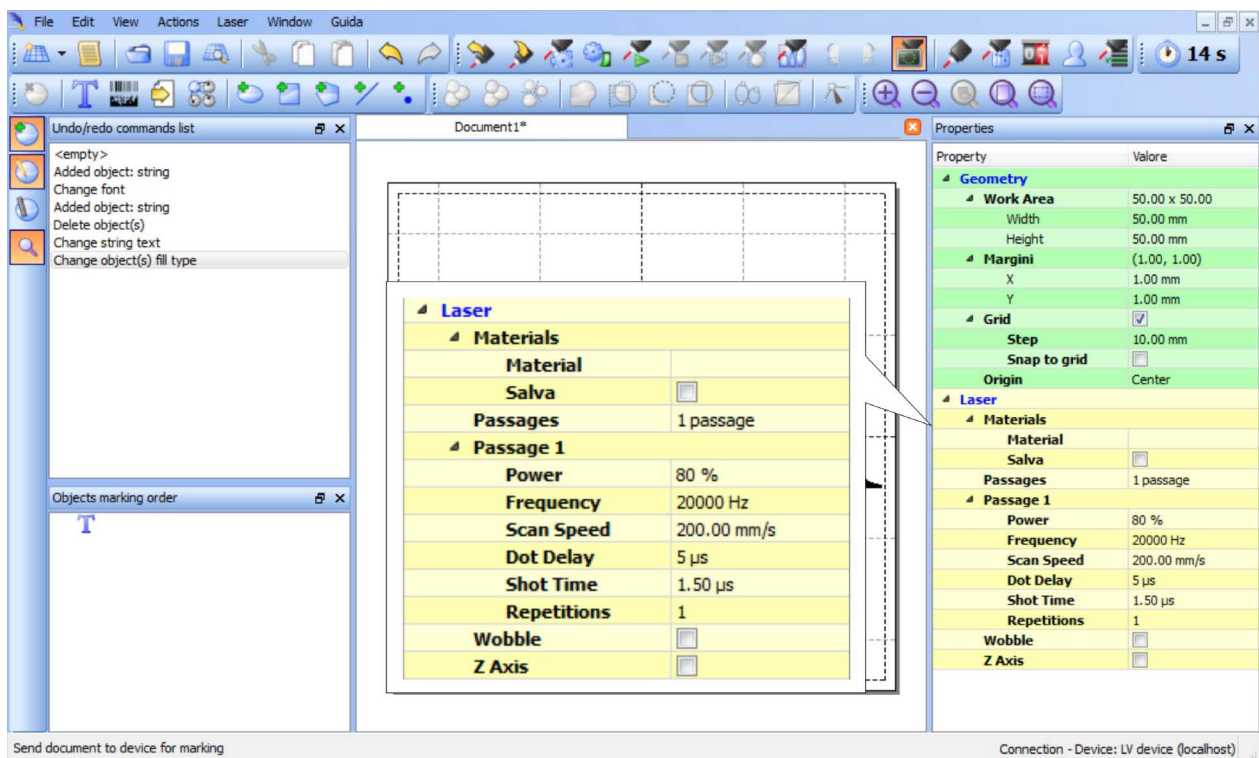 File Edit View Actions Laser Window Guida
14 s
Undo/redo commands list
<empty>
Added object: string
Change font
Added object: string
Delete object(s)
Change string text
Change object(s) fill type
Objects marking order
T
Document1*
Laser
Materials
Material
Salva
Passages 1 passage
Passage 1
Power 80 %
Frequency 20000 Hz
Scan Speed 200.00 mm/s
Dot Delay 5 µs
Shot Time 1.50 µs
Repetitions 1
Wobble
Z Axis
Properties
Property Valore
Geometry
Work Area 50.00 x 50.00
Width 50.00 mm
Height 50.00 mm
Margini (1.00, 1.00)
X 1.00 mm
Y 1.00 mm
Grid
Step 10.00 mm
Snap to grid
Origin Center
Laser
Materials
Material
Salva
Passages 1 passage
Passage 1
Power 80 %
Frequency 20000 Hz
Scan Speed 200.00 mm/s
Dot Delay 5 µs
Shot Time 1.50 µs
Repetitions 1
Wobble
Z Axis
Send document to device for marking
Connection - Device: LV device (localhost)